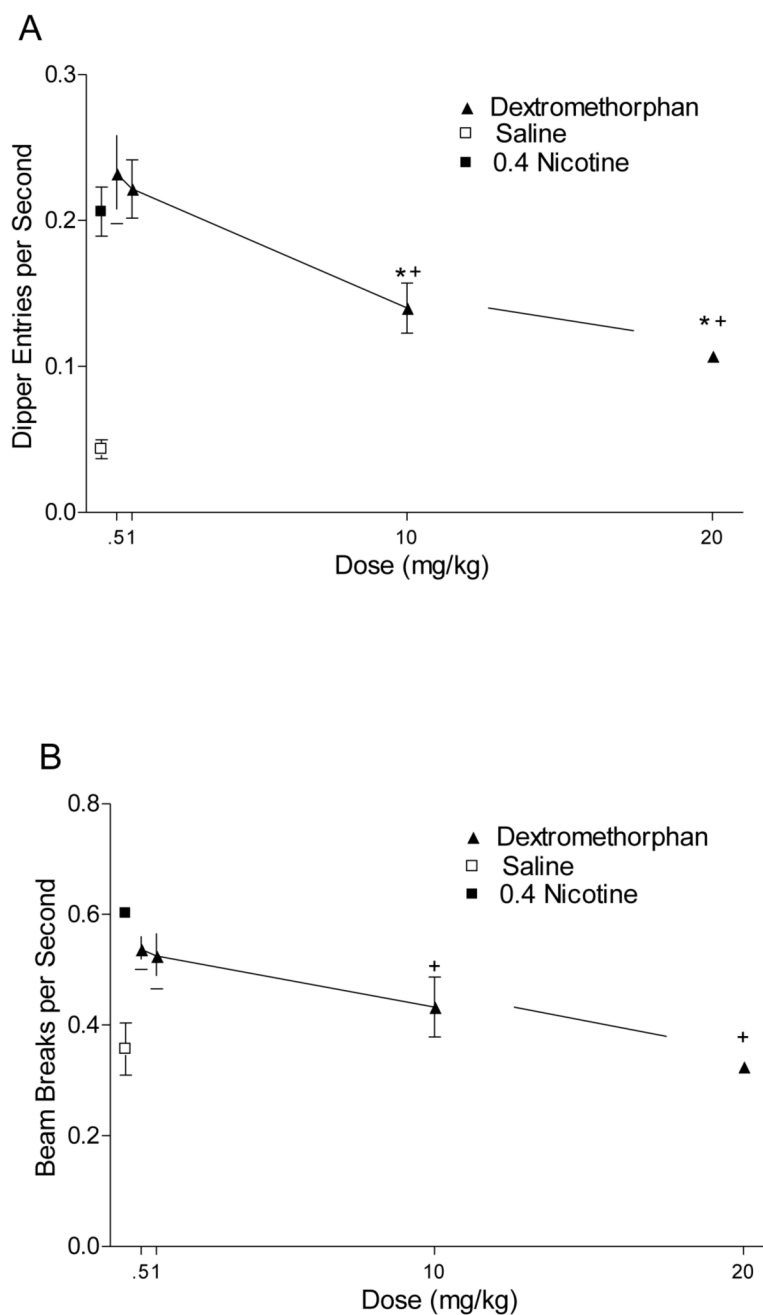 A
0.3
Dextromethorphan
Saline
0.4 Nicotine
0.2
*+
*+
0.1
0.0
.51 10 20
Dipper Entries per Second
Dose (mg/kg)
B
0.8
Dextromethorphan
Saline
0.4 Nicotine
0.6
+
0.4
+
0.2
0.0
.51 10 20
Beam Breaks per Second
Dose (mg/kg)